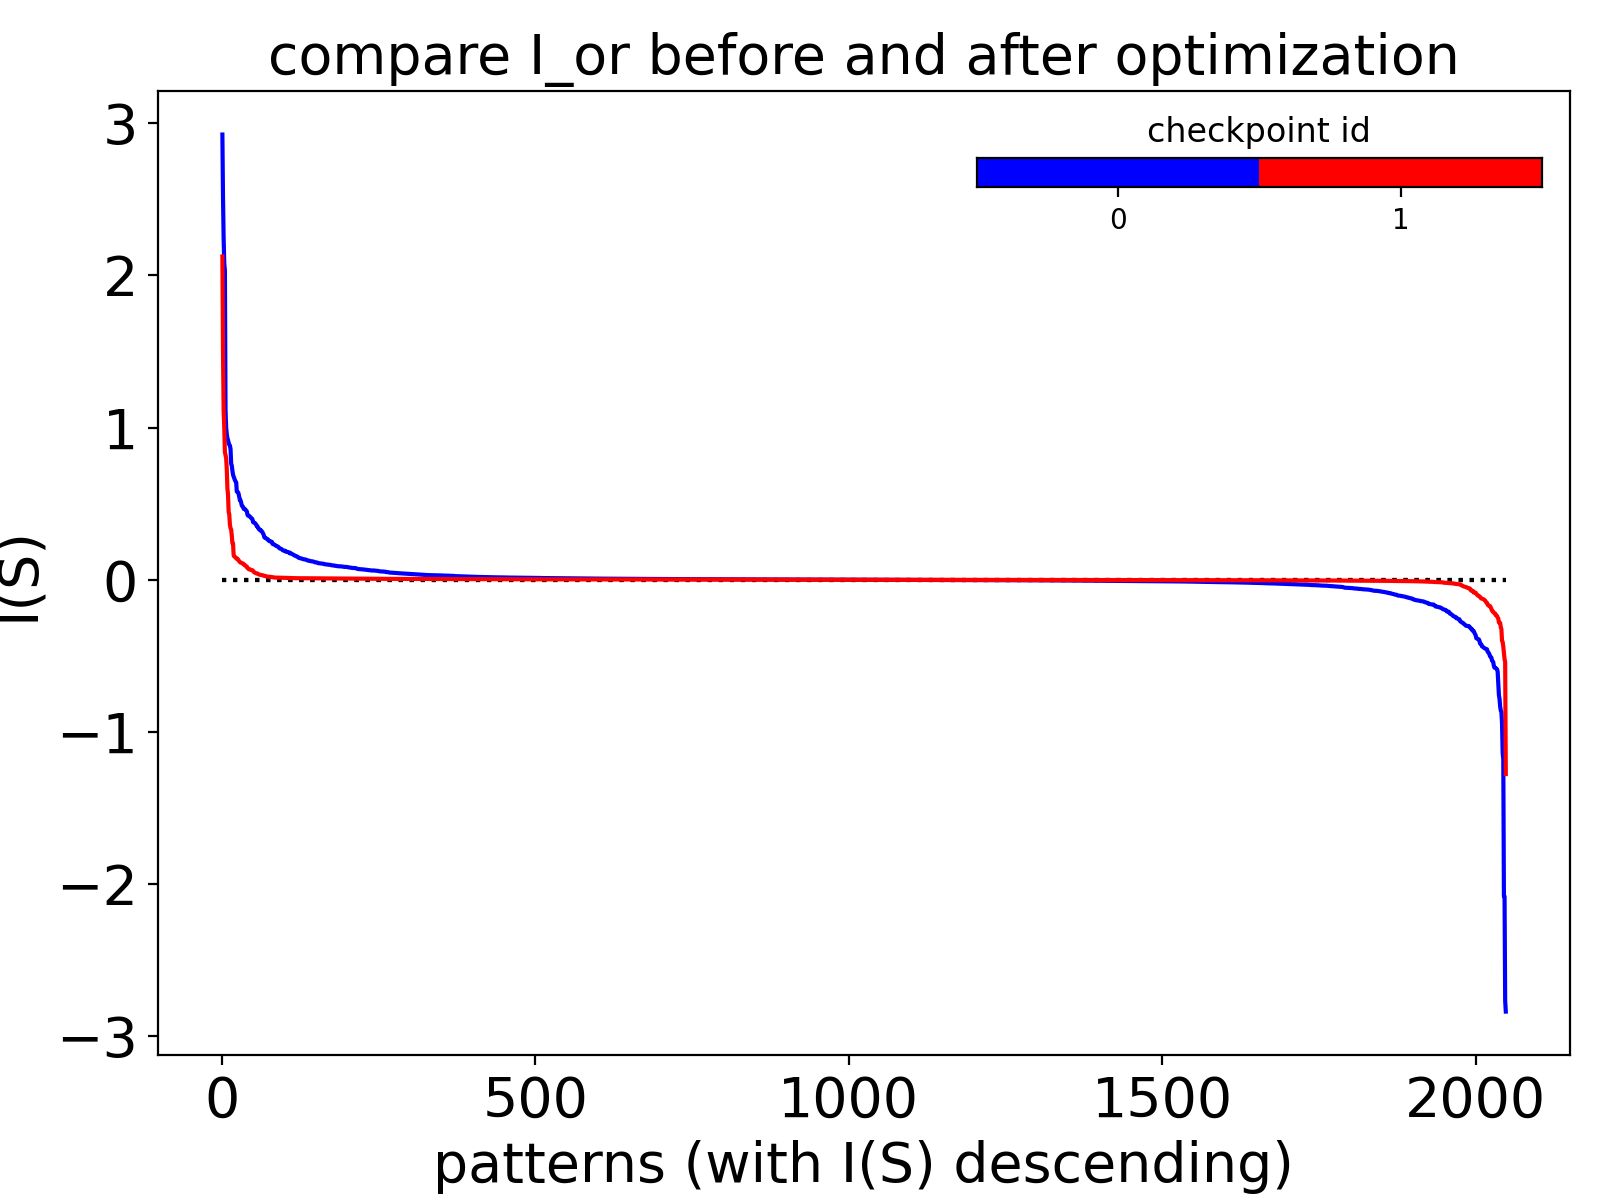 compare I_or before and after optimization
checkpoint id
0 1
3
2
1
0
−1
−2
−3
I(S)
0 500 1000 1500 2000
patterns (with I(S) descending)